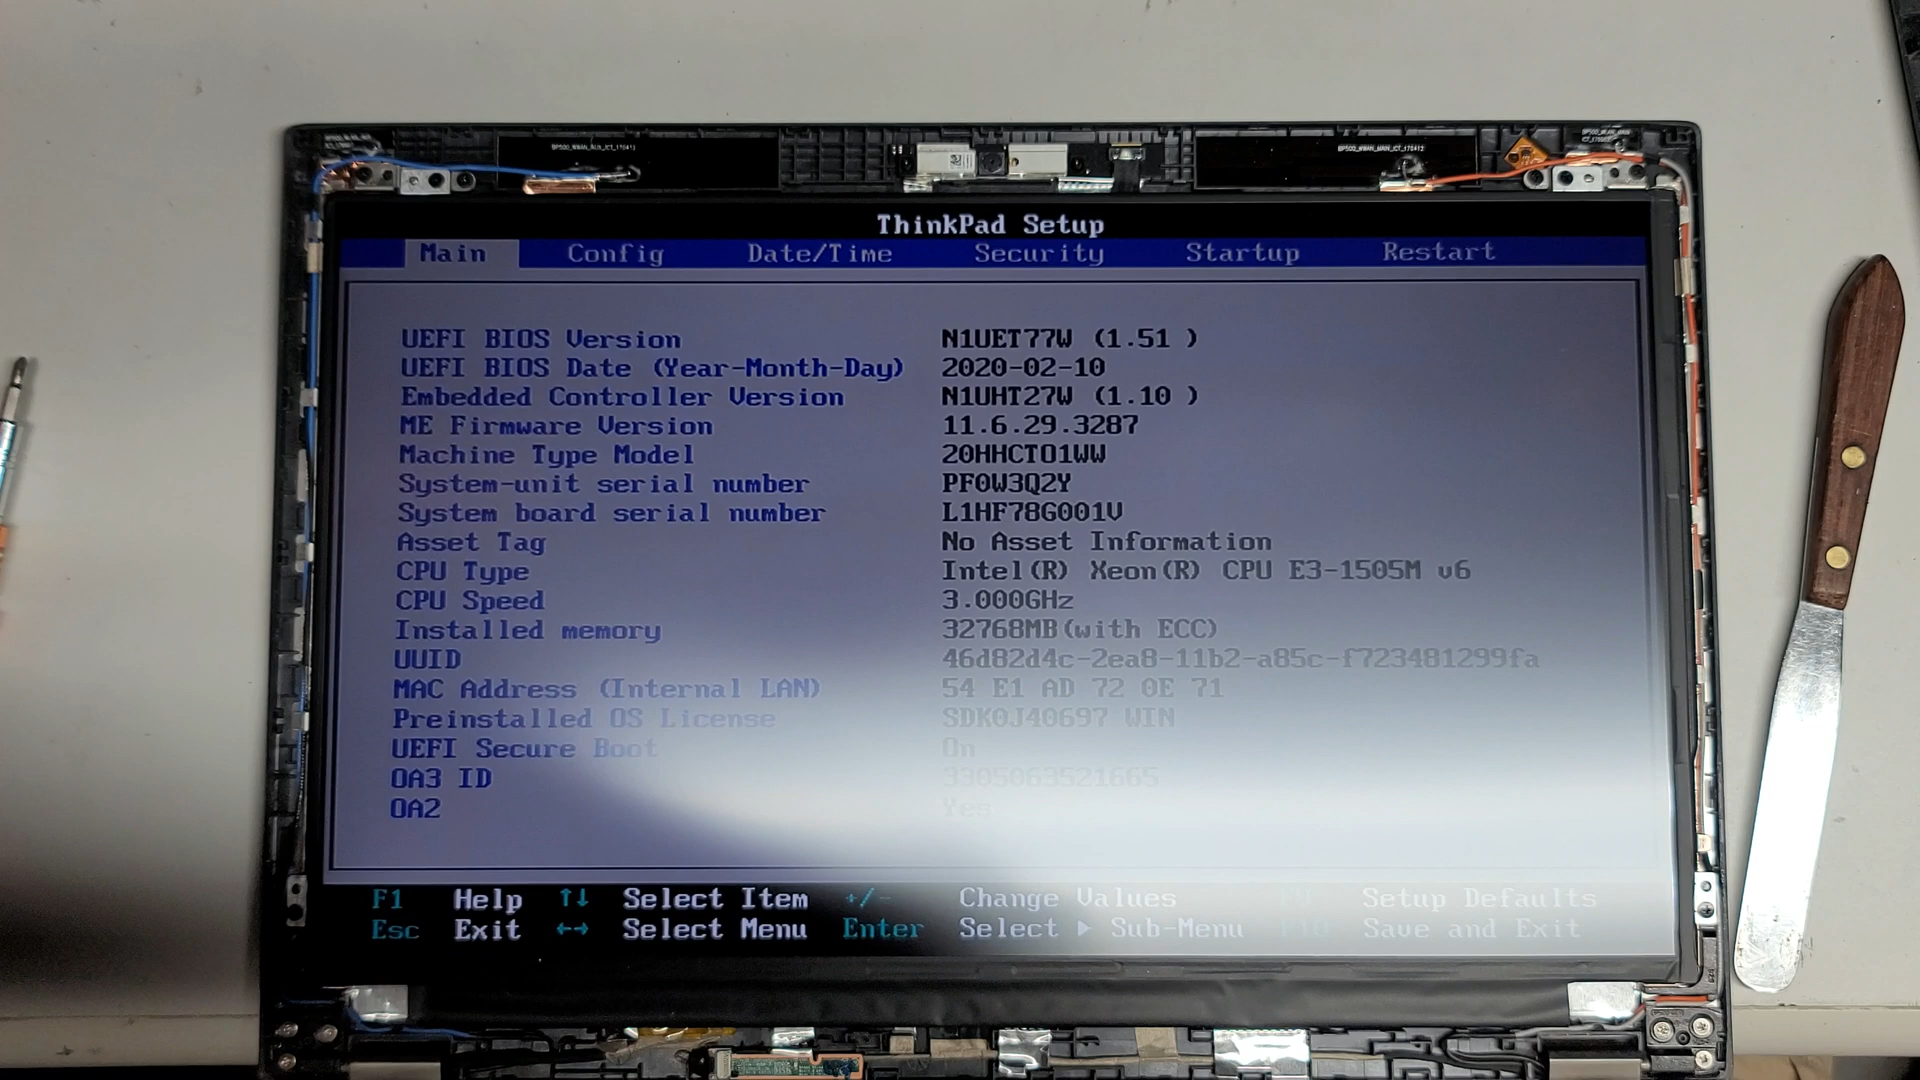 BP500_WWAN_AUX_ICT_170413
BP500_WWAN_MAIN_ICT_170413
ThinkPad Setup
Main Config Date/Time Security Startup Restart
UEFI BIOS Version N1UET77W (1.51 )
UEFI BIOS Date (Year-Month-Day) 2020-02-10
Embedded Controller Version N1UHT27W (1.10 )
ME Firmware Version 11.6.29.3287
Machine Type Model 20HHCTO1WW
System-unit serial number PF0W3Q2Y
System board serial number L1HF78G001V
Asset Tag No Asset Information
CPU Type Intel(R) Xeon(R) CPU E3-1505M v6
CPU Speed 3.000GHz
Installed memory 32768MB(with ECC)
UUID 46d82d4c-2ea8-11b2-a85c-f723481299fa
MAC Address (Internal LAN) 54 E1 AD 72 0E 71
Preinstalled OS License SDK0J40697 WIN
UEFI Secure Boot On
OA3 ID 3305063521665
OA2 Yes
F1 Help ↑↓ Select Item +/- Change Values F9 Setup Defaults
Esc Exit ←→ Select Menu Enter Select ▶ Sub-Menu F10 Save and Exit